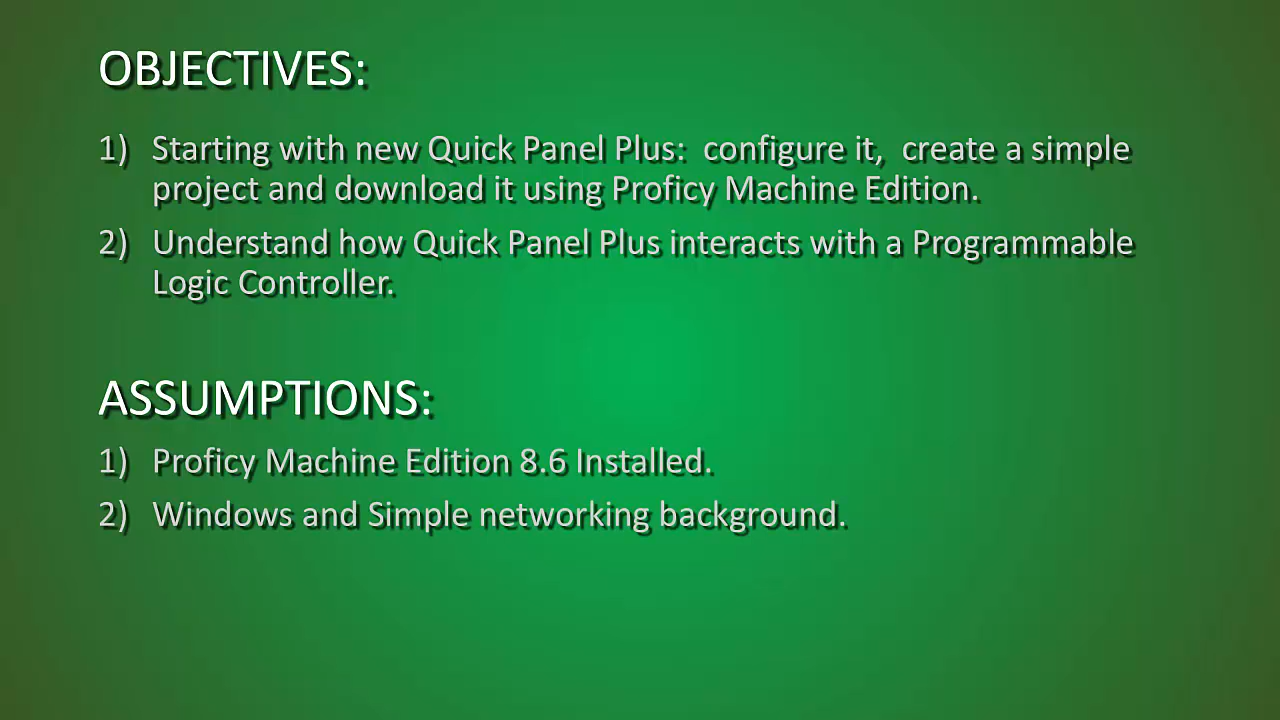 OBJECTIVES:
1) Starting with new Quick Panel Plus:  configure it,  create a simple
project and download it using Proficy Machine Edition.
2) Understand how Quick Panel Plus interacts with a Programmable
Logic Controller.
ASSUMPTIONS:
1) Proficy Machine Edition 8.6 Installed.
2) Windows and Simple networking background.